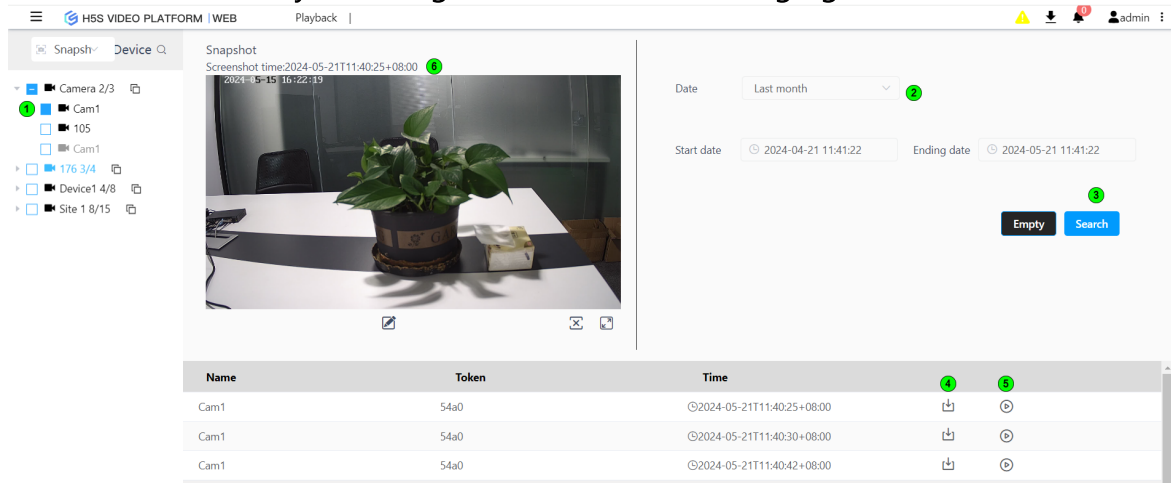 H5S VIDEO PLATFORM | WEB Playback | 0 admin
Snapsh Device
Snapshot
Screenshot time:2024-05-21T11:40:25+08:00 6
2024-05-15 16:22:19
Camera 2/3
1 Cam1
105
Cam1
176 3/4
Device1 4/8
Site 1 8/15
Date Last month 2
Start date 2024-04-21 11:41:22 Ending date 2024-05-21 11:41:22
3
Empty Search
Name Token Time 4 5
Cam1 54a0 2024-05-21T11:40:25+08:00
Cam1 54a0 2024-05-21T11:40:30+08:00
Cam1 54a0 2024-05-21T11:40:42+08:00